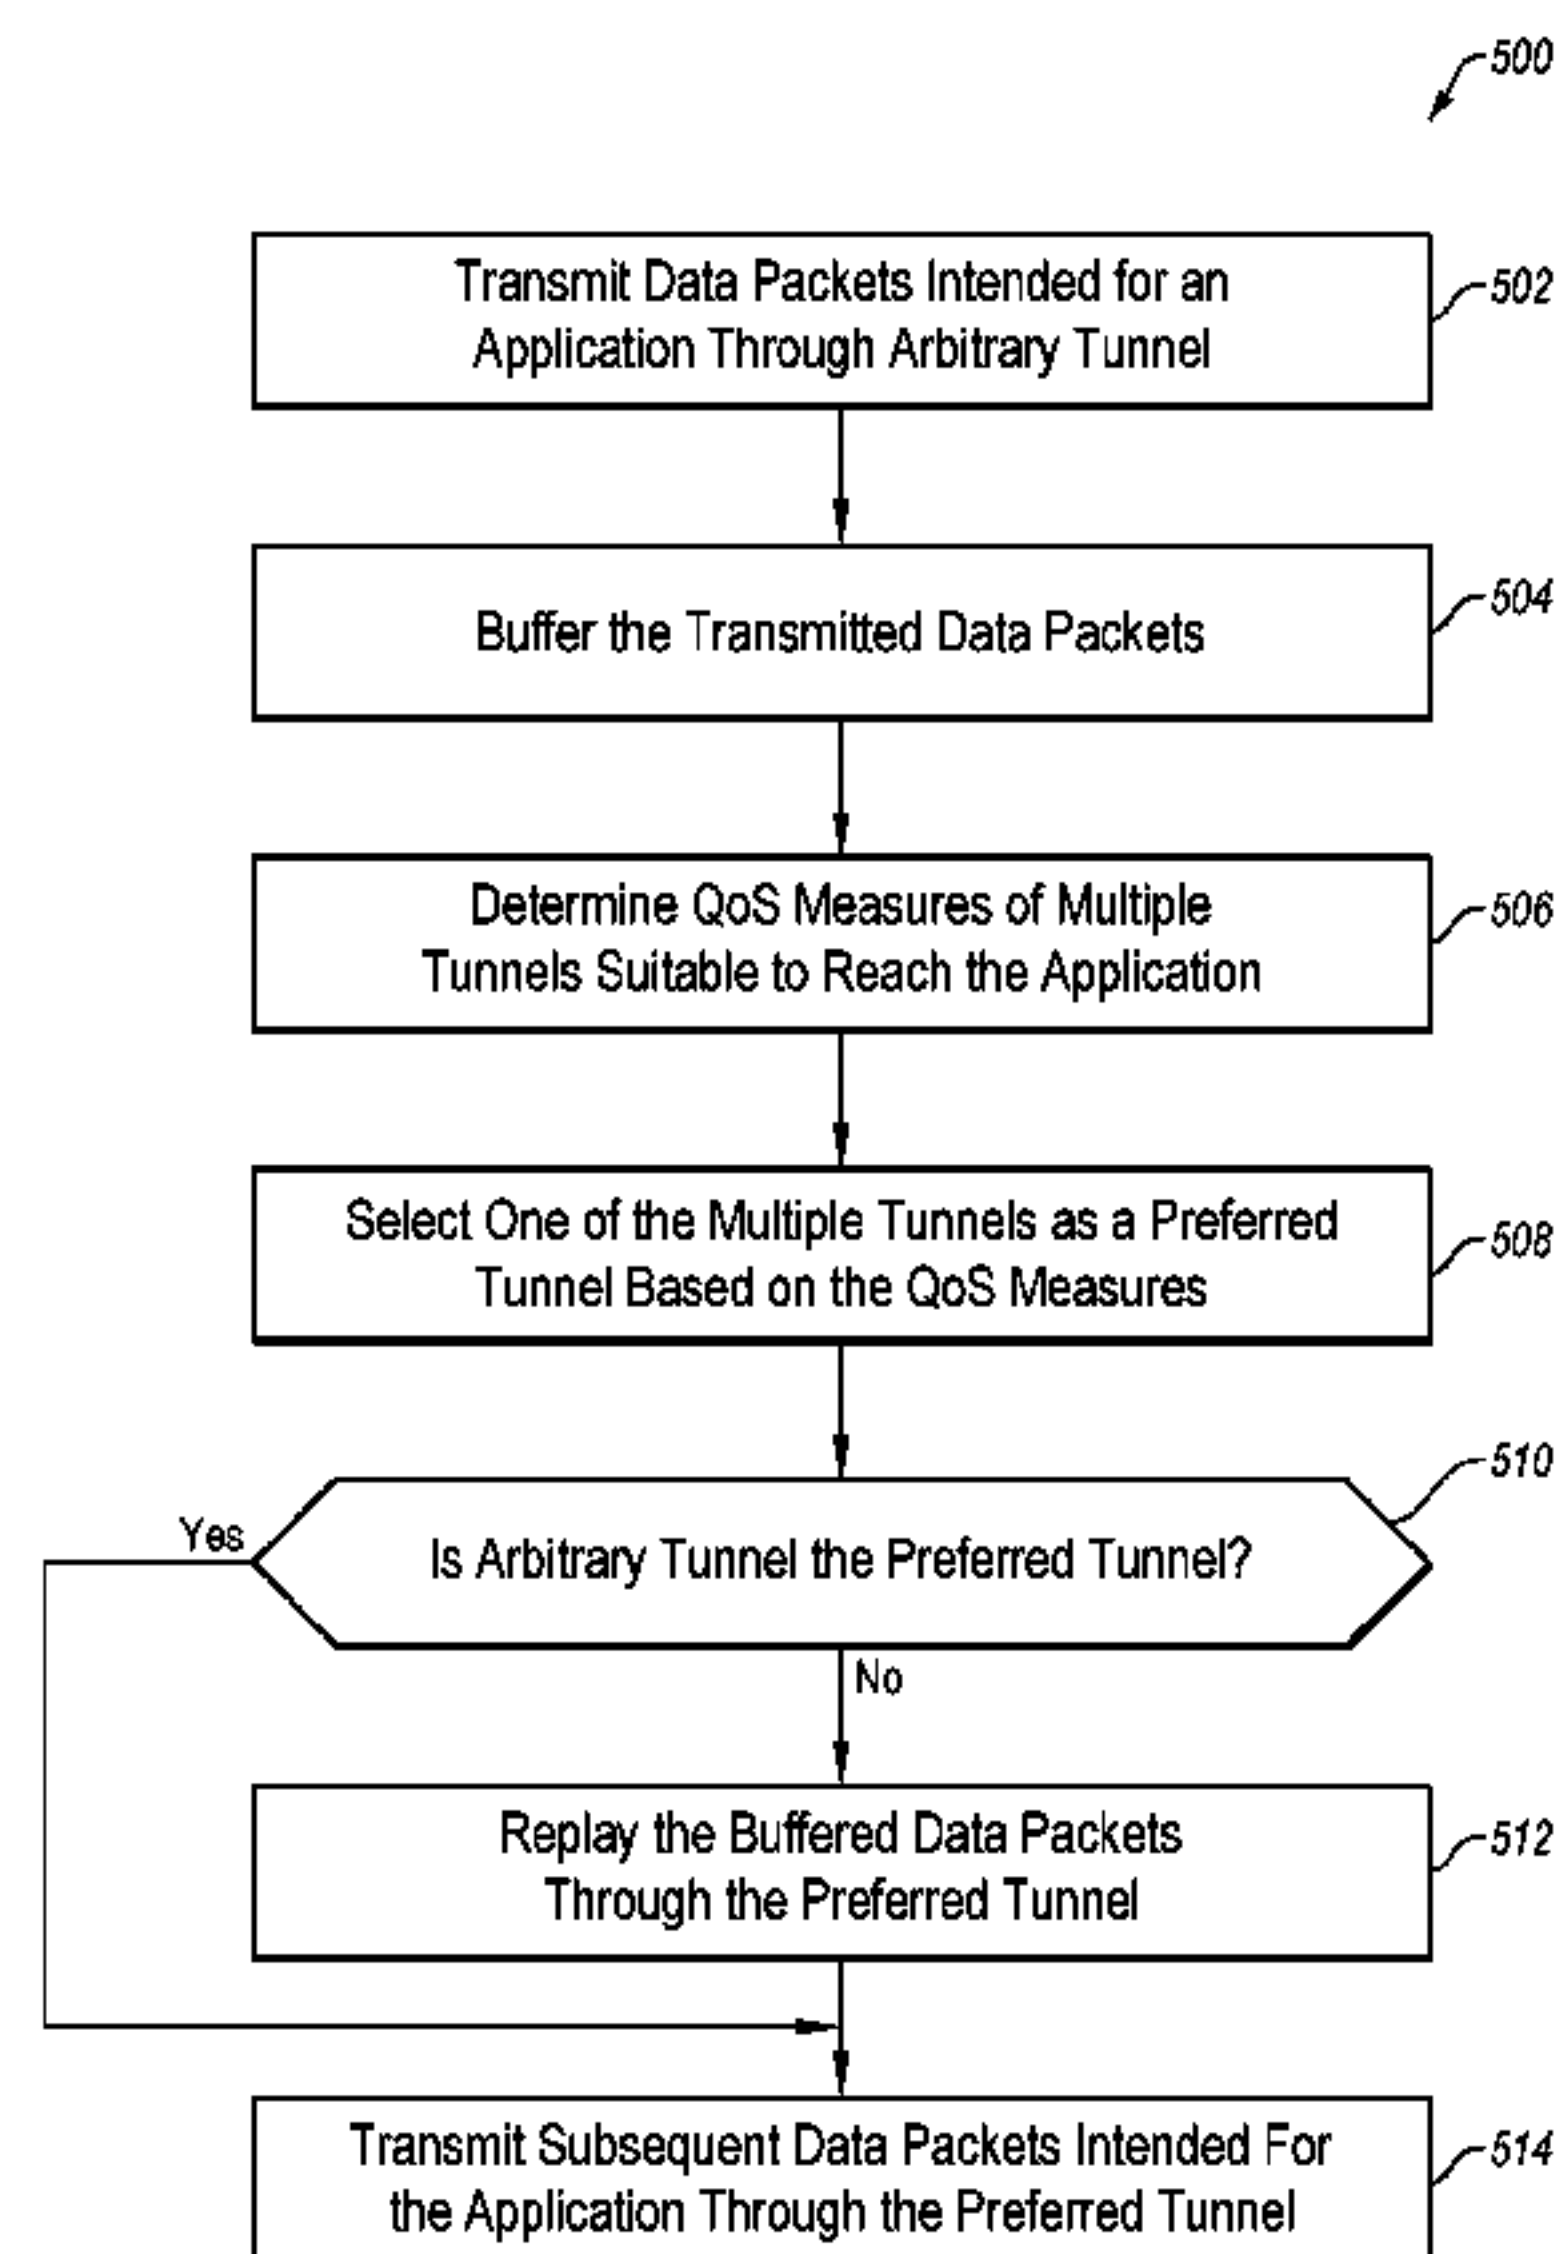 500
Transmit Data Packets Intended for an
Application Through Arbitrary Tunnel
502
Buffer the Transmitted Data Packets
504
Determine QoS Measures of Multiple
Tunnels Suitable to Reach the Application
506
Select One of the Multiple Tunnels as a Preferred
Tunnel Based on the QoS Measures
508
510
Yes
Is Arbitrary Tunnel the Preferred Tunnel?
No
Replay the Buffered Data Packets
Through the Preferred Tunnel
512
Transmit Subsequent Data Packets Intended For
the Application Through the Preferred Tunnel
514